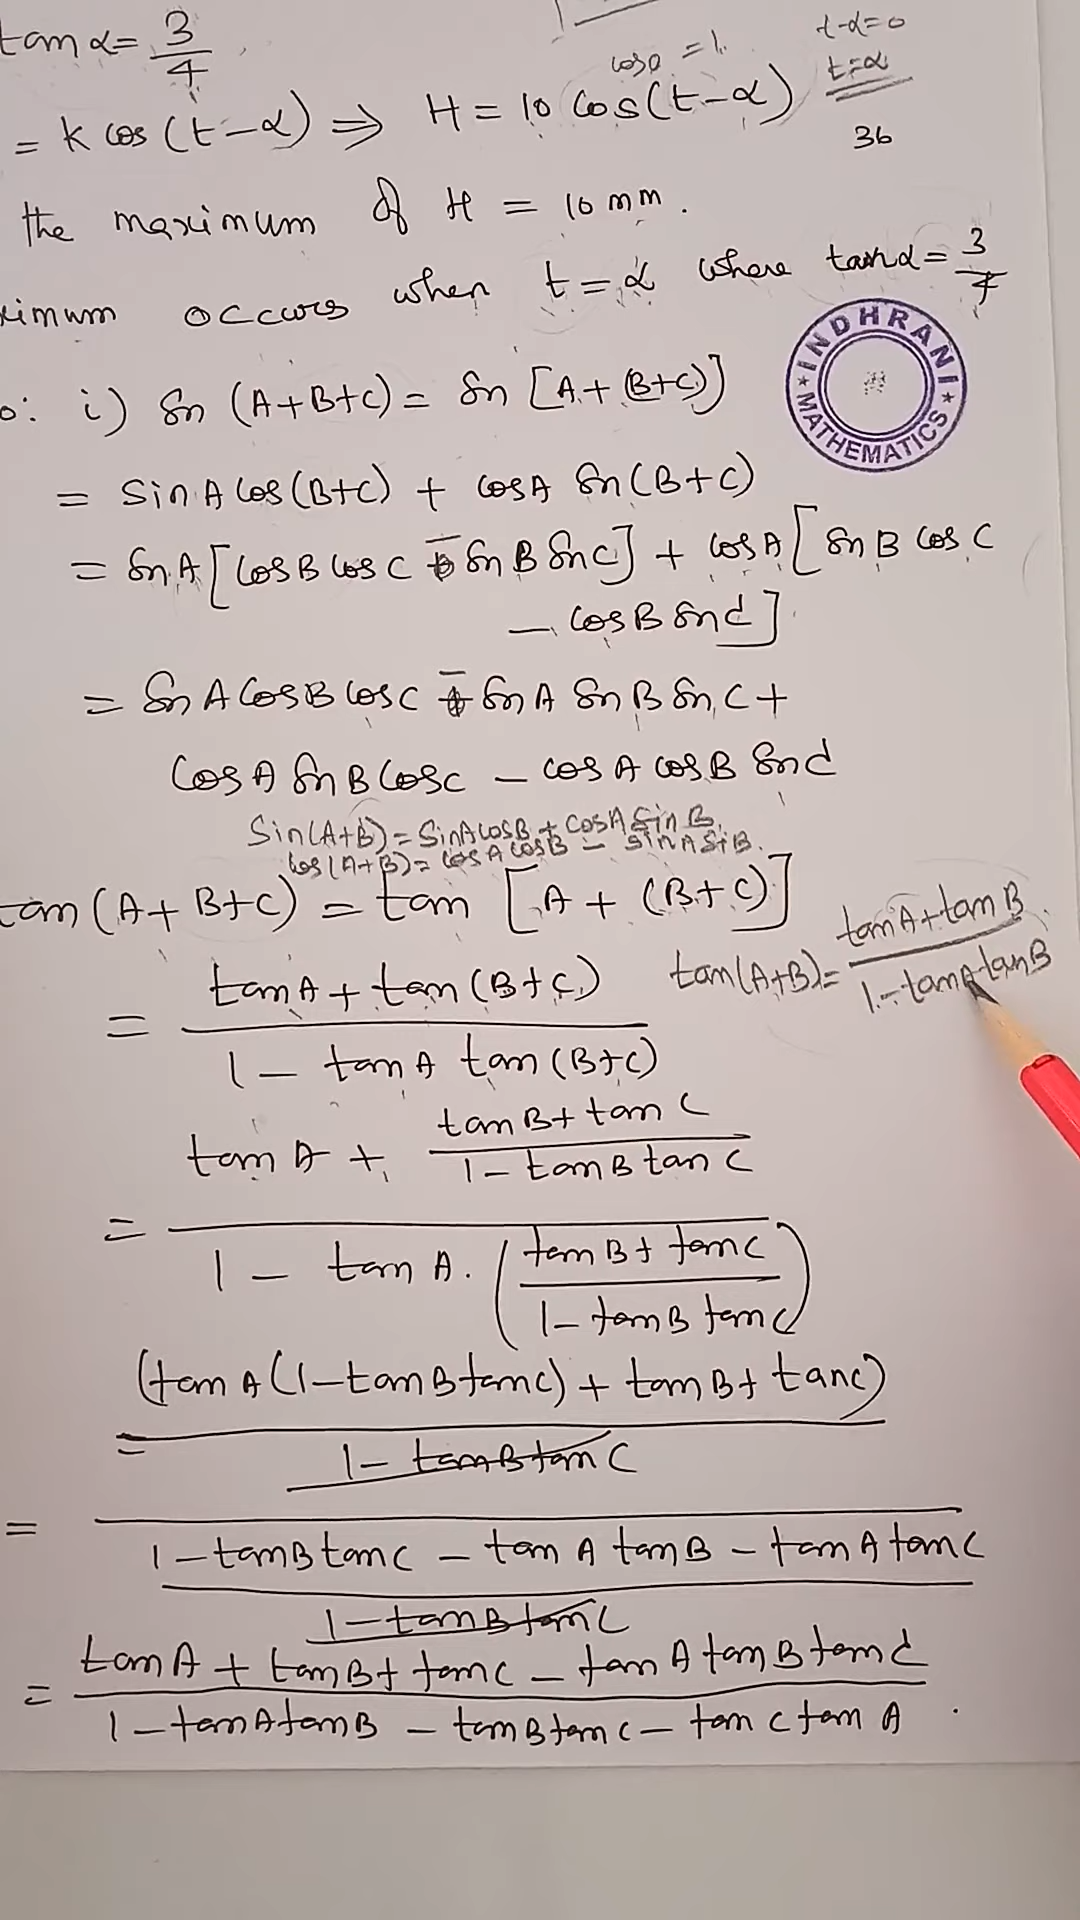 tan α = 3/4
cos 0 = 1.
t-α=0
t=α
= k cos (t-α) ⇒ H = 10 Cos(t-α)
36
the maximum of H = 10 mm.
ximum occurs when t = α where tan α = 3/4
INDHRANI * MATHEMATICS *
i) Sin (A+B+C) = Sin [A+(B+C)]
= Sin A Cos(B+C) + cos A Sin(B+C)
= Sin A [Cos B Cos C - Sin B Sin C] + Cos A [Sin B Cos C
- Cos B Sin C]
= Sin A Cos B Cos C - Sin A Sin B Sin C +
Cos A Sin B Cos C - Cos A Cos B Sin C
Sin(A+B) = SinA CosB + CosA Sin B.
Cos(A+B) = Cos A CosB - Sin A Sin B.
tan (A+B+C) = tan [A+(B+C)]
tan(A+B) = (tan A + tan B)/(1-tanA tanB)
= (tan A + tan (B+C))/(1 - tan A tan (B+C))
tan A + (tan B + tan C)/(1-tan B tan C)
=
1 - tan A. ((tan B + tan C)/(1-tan B tan C))
(tan A (1-tan B tan C) + tan B + tan C)
=
1 - tan B tan C
=
1 - tan B tan C - tan A tan B - tan A tan C
1-tan B tan C
= (tan A + tan B + tan C - tan A tan B tan C)/(1 - tan A tan B - tan B tan C - tan C tan A).